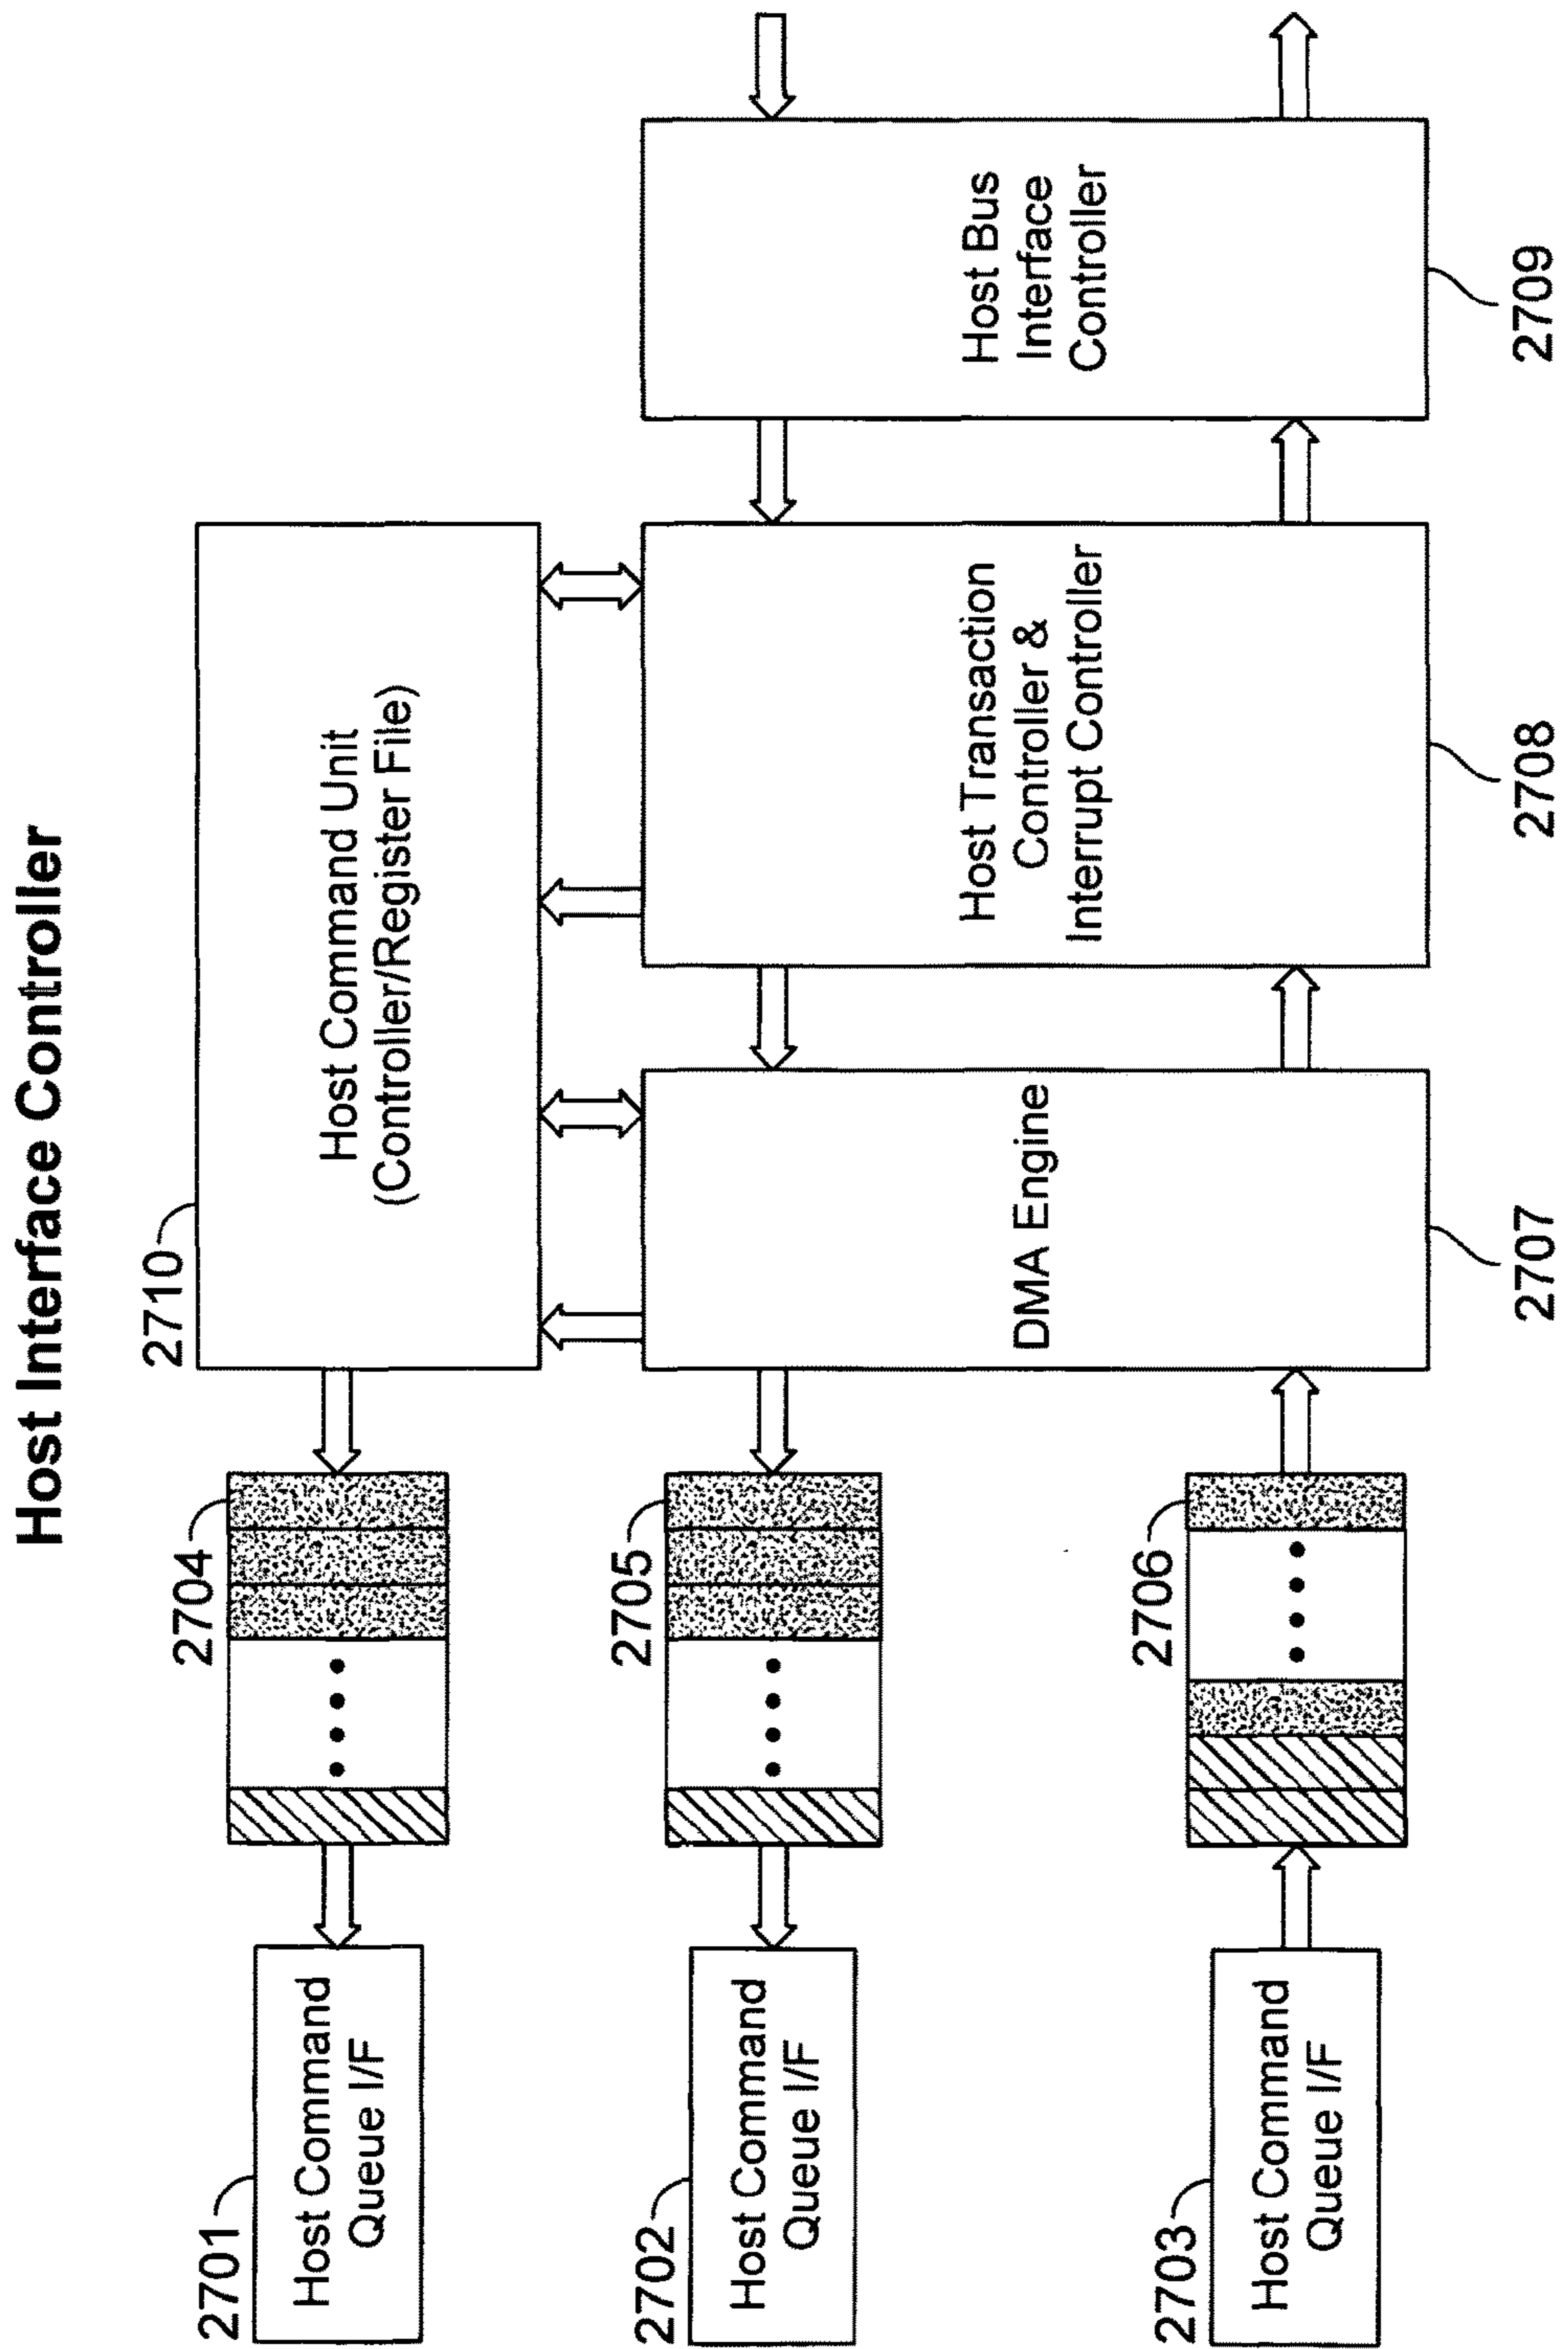 Host Interface Controller
2710
Host Command Unit
(Controller/Register File)
2701
Host Command
Queue I/F
2704
2702
Host Command
Queue I/F
2705
2703
Host Command
Queue I/F
2706
DMA Engine
2707
Host Transaction
Controller &
Interrupt Controller
2708
Host Bus
Interface
Controller
2709